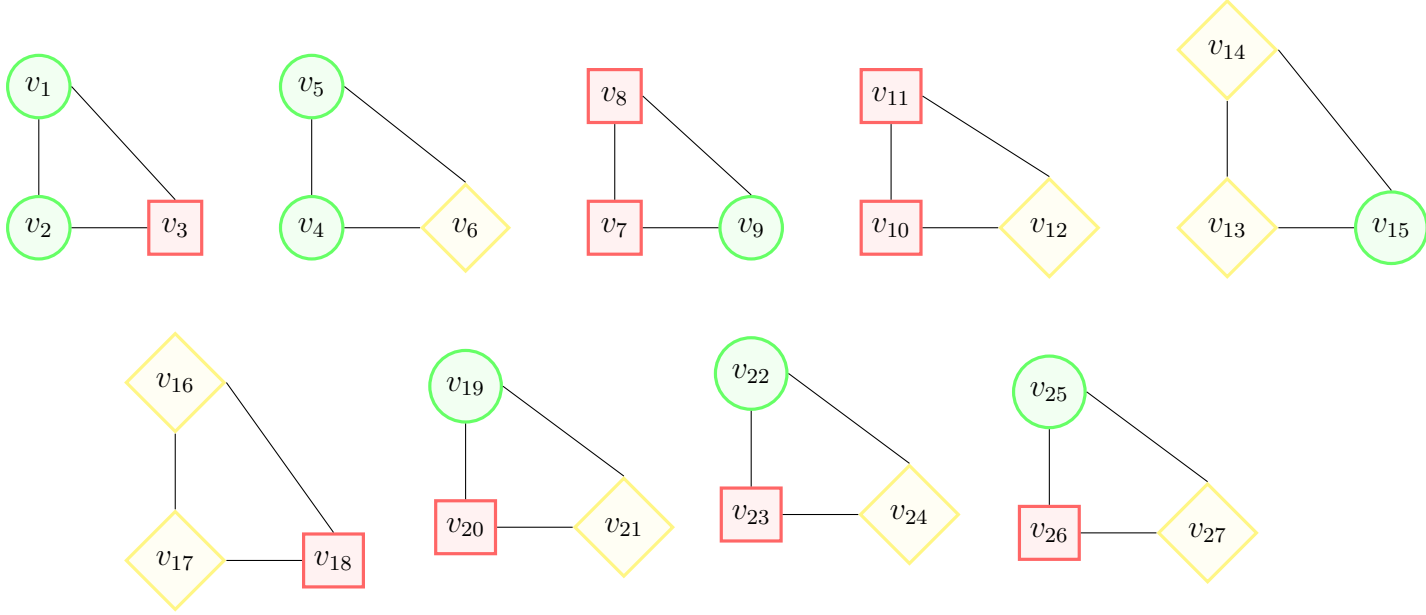 v₁ v₅ v₈ v₁₁ v₁₄
v₂ v₃ v₄ v₆ v₇ v₉ v₁₀ v₁₂ v₁₃ v₁₅
v₁₆ v₁₉ v₂₂ v₂₅
v₁₇ v₁₈ v₂₀ v₂₁ v₂₃ v₂₄ v₂₆ v₂₇